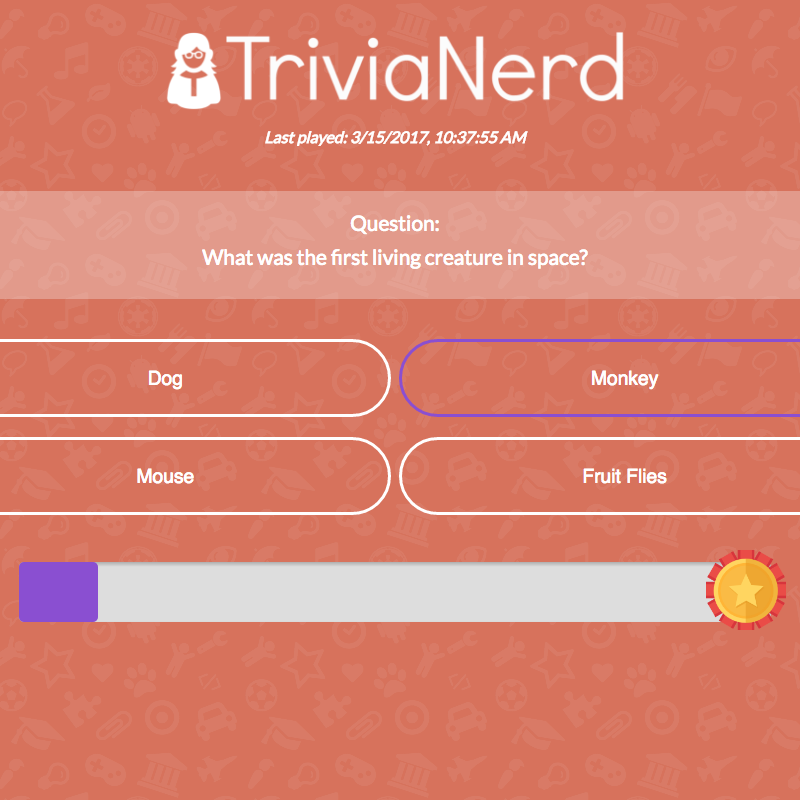 TriviaNerd
Last played: 3/15/2017, 10:37:55 AM
Question:
What was the first living creature in space?
Dog
Monkey
Mouse
Fruit Flies